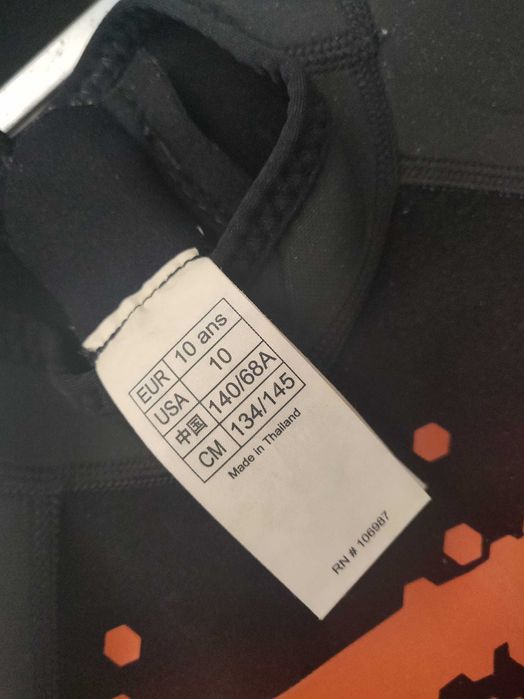 EUR 10 ans
USA 10
中国 140/68A
CM 134/145
Made in Thailand
RN # 106987